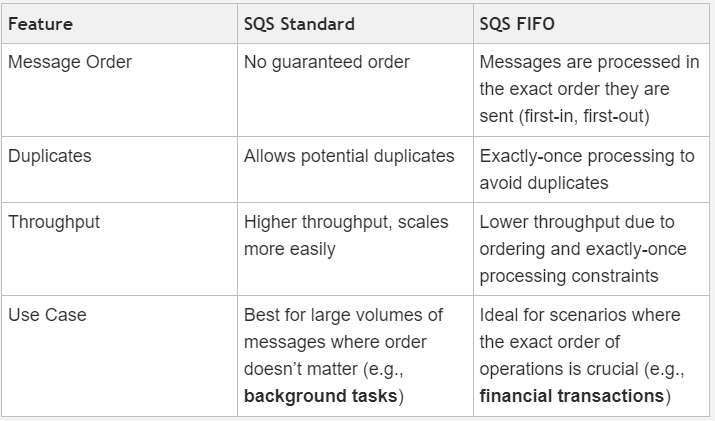 Feature SQS Standard SQS FIFO
Message Order No guaranteed order Messages are processed in
the exact order they are
sent (first-in, first-out)
Duplicates Allows potential duplicates Exactly-once processing to
avoid duplicates
Throughput Higher throughput, scales Lower throughput due to
more easily ordering and exactly-once
processing constraints
Use Case Best for large volumes of Ideal for scenarios where
messages where order the exact order of
doesn’t matter (e.g., operations is crucial (e.g.,
background tasks) financial transactions)